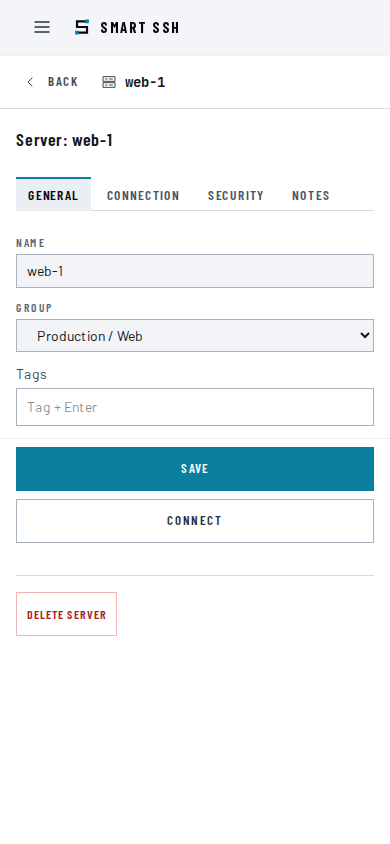 SMART SSH
BACK web-1
Server: web-1
GENERAL CONNECTION SECURITY NOTES
NAME
web-1
GROUP
Production / Web
Tags
Tag + Enter
SAVE
CONNECT
DELETE SERVER